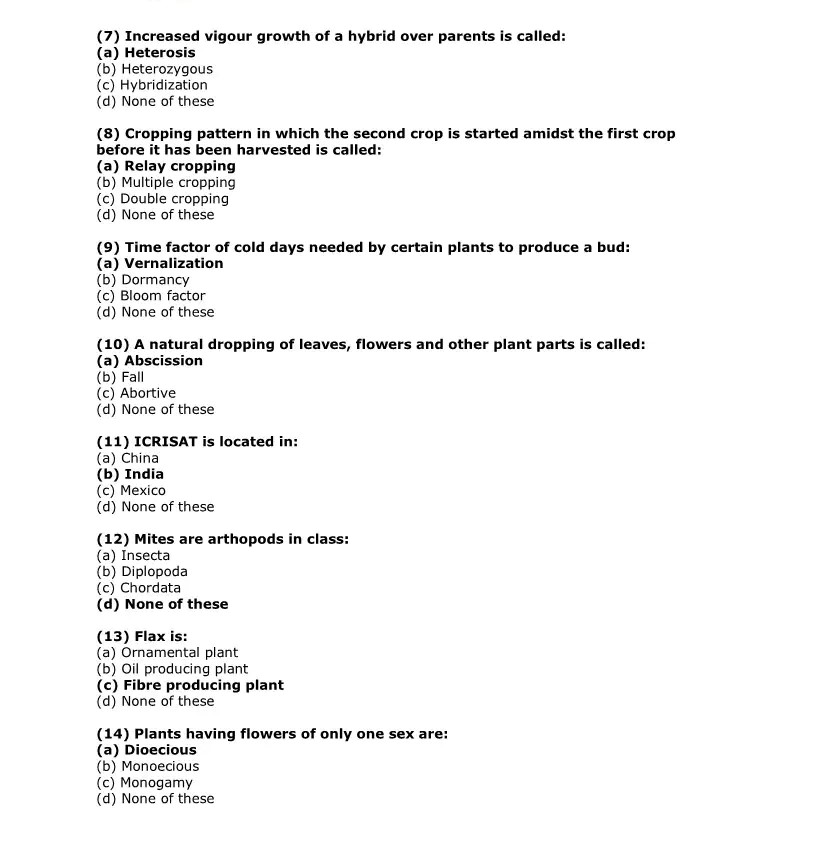 (7) Increased vigour growth of a hybrid over parents is called:
(a) Heterosis
(b) Heterozygous
(c) Hybridization
(d) None of these
(8) Cropping pattern in which the second crop is started amidst the first crop
before it has been harvested is called:
(a) Relay cropping
(b) Multiple cropping
(c) Double cropping
(d) None of these
(9) Time factor of cold days needed by certain plants to produce a bud:
(a) Vernalization
(b) Dormancy
(c) Bloom factor
(d) None of these
(10) A natural dropping of leaves, flowers and other plant parts is called:
(a) Abscission
(b) Fall
(c) Abortive
(d) None of these
(11) ICRISAT is located in:
(a) China
(b) India
(c) Mexico
(d) None of these
(12) Mites are arthopods in class:
(a) Insecta
(b) Diplopoda
(c) Chordata
(d) None of these
(13) Flax is:
(a) Ornamental plant
(b) Oil producing plant
(c) Fibre producing plant
(d) None of these
(14) Plants having flowers of only one sex are:
(a) Dioecious
(b) Monoecious
(c) Monogamy
(d) None of these